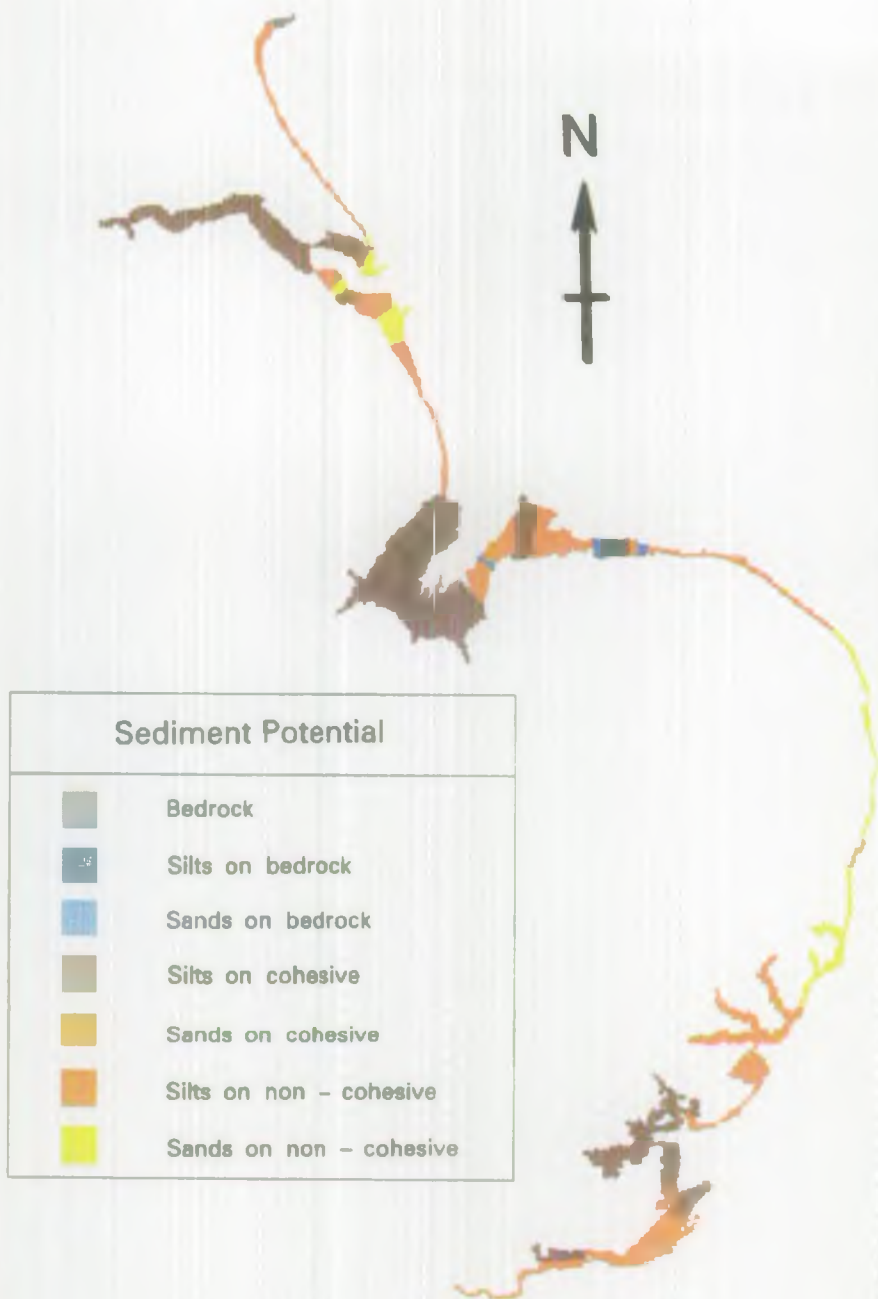 N
Sediment Potential
Bedrock
Silts on bedrock
Sands on bedrock
Silts on cohesive
Sands on cohesive
Silts on non - cohesive
Sands on non - cohesive